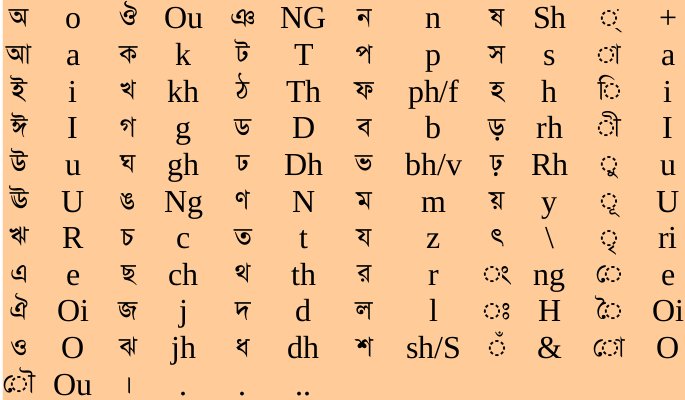 অ o ঔ Ou ঞ NG ন n ষ Sh ্ +
আ a ক k ট T প p স s া a
ই i খ kh ঠ Th ফ ph/f হ h ি i
ঈ I গ g ড D ব b ড় rh ী I
উ u ঘ gh ঢ Dh ভ bh/v ঢ় Rh ু u
ঊ U ঙ Ng ণ N ম m য় y ূ U
ঋ R চ c ত t য z ৎ \ ৃ ri
এ e ছ ch থ th র r ং ng ে e
ঐ Oi জ j দ d ল l ঃ H ৈ Oi
ও O ঝ jh ধ dh শ sh/S ঁ & ো O
ৌ Ou । . . ..